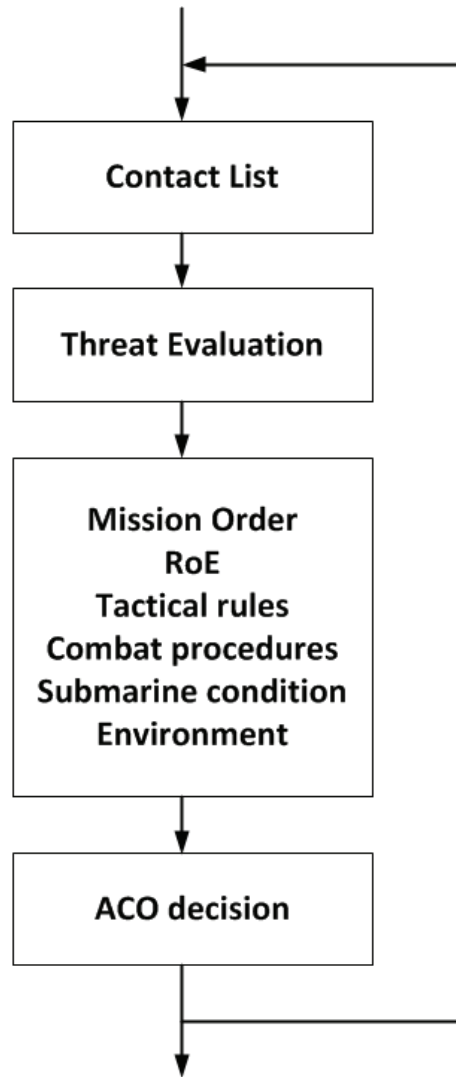 Contact List
Threat Evaluation
Mission Order
RoE
Tactical rules
Combat procedures
Submarine condition
Environment
ACO decision